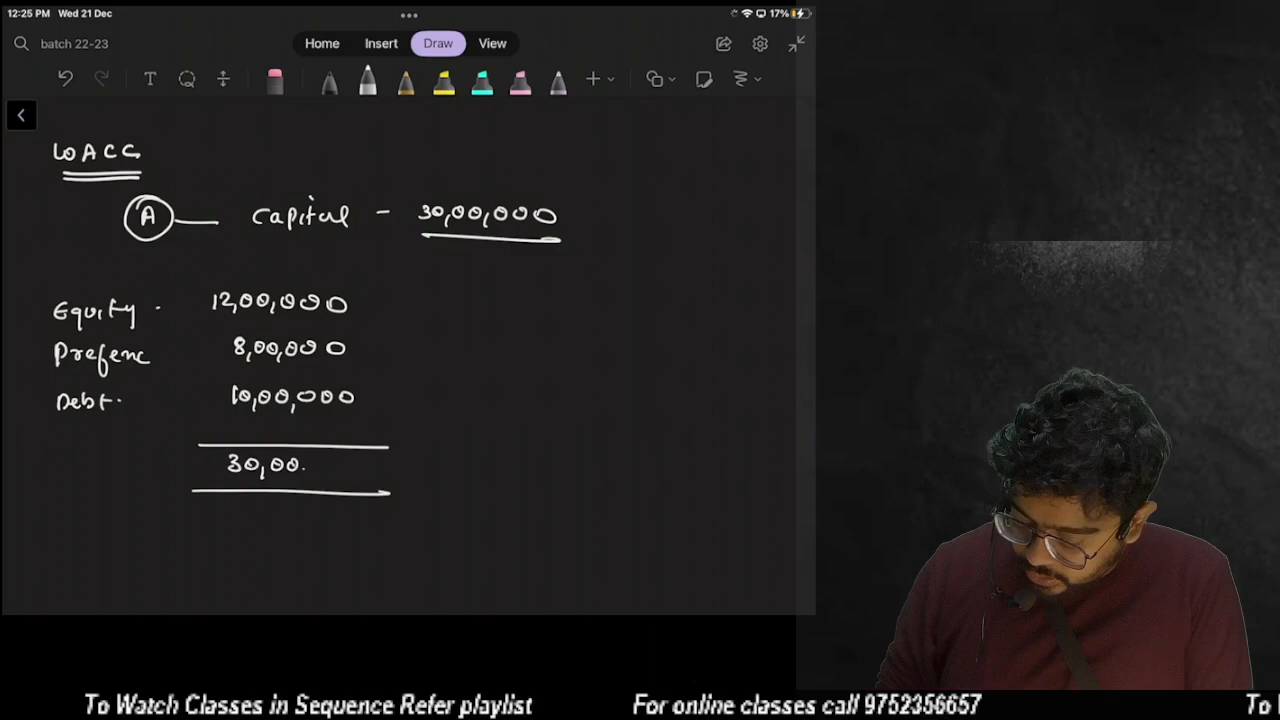 12:25 PM Wed 21 Dec
17%
batch 22-23
Home Insert Draw View
WACC
A — Capital - 30,00,000
Equity - 12,00,000
Prefenc 8,00,000
Debt. 10,00,000
30,00.
To Watch Classes in Sequence Refer playlist For online classes call 9752356657 To